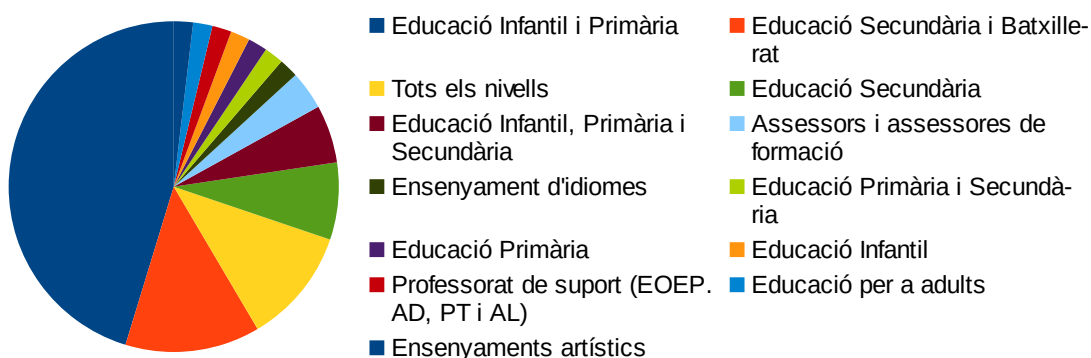 Educació Infantil i Primària
Educació Secundària i Batxille-
rat
Tots els nivells
Educació Secundària
Educació Infantil, Primària i
Secundària
Assessors i assessores de
formació
Ensenyament d'idiomes
Educació Primària i Secundà-
ria
Educació Primària
Educació Infantil
Professorat de suport (EOEP.
AD, PT i AL)
Educació per a adults
Ensenyaments artístics